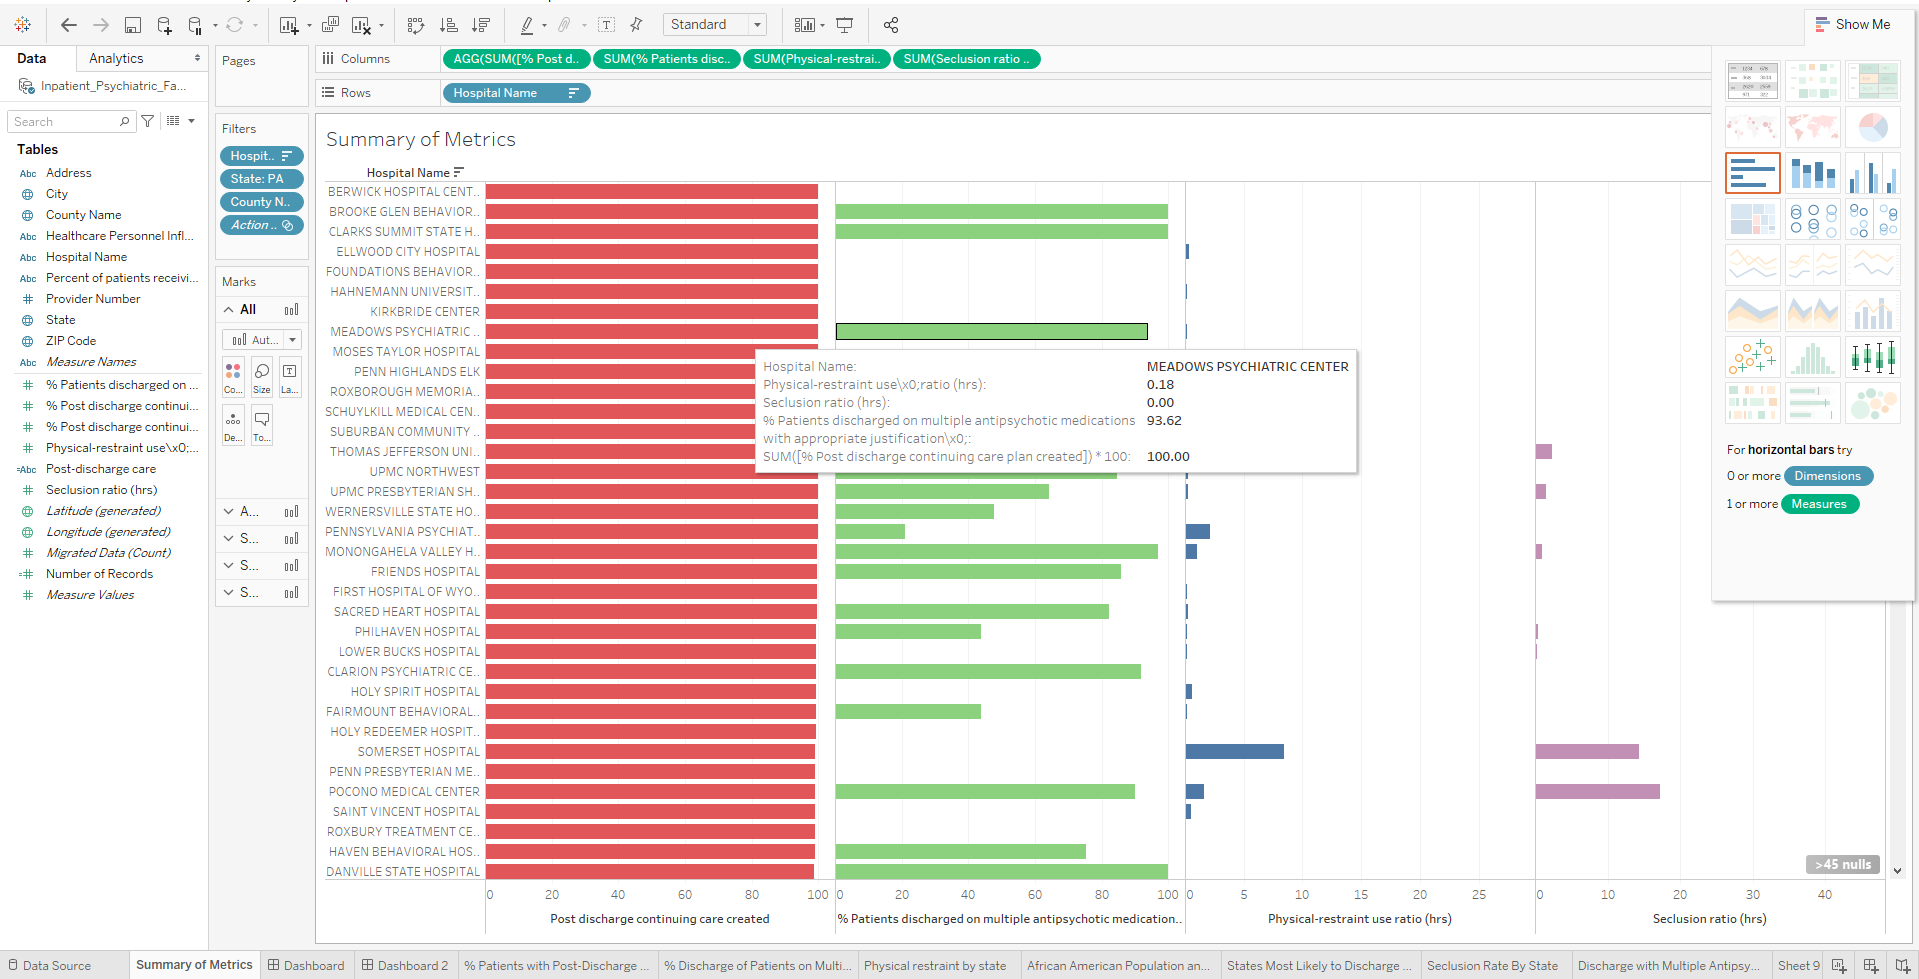 Standard
Show Me
Data
Analytics
Pages
Columns
AGG(SUM([% Post d..
SUM(% Patients disc..
SUM(Physical-restrai..
SUM(Seclusion ratio ..
Inpatient_Psychiatric_Fa...
Rows
Hospital Name
Search
Filters
Hospit..
State: PA
County N..
Action ..
Tables
Abc Address
City
Abc County Name
Abc Healthcare Personnel Infl...
Abc Hospital Name
Abc Percent of patients receivi...
# Provider Number
State
ZIP Code
Abc Measure Names
# % Patients discharged on ...
# % Post discharge continui...
# % Post discharge continui...
# Physical-restraint use\x0;...
=Abc Post-discharge care
# Seclusion ratio (hrs)
Latitude (generated)
Longitude (generated)
# Migrated Data (Count)
=# Number of Records
# Measure Values
Marks
All
Aut...
Co...
Size
La...
De...
To...
A...
S...
S...
S...
Summary of Metrics
Hospital Name
BERWICK HOSPITAL CENT..
BROOKE GLEN BEHAVIOR..
CLARKS SUMMIT STATE H..
ELLWOOD CITY HOSPITAL
FOUNDATIONS BEHAVIOR..
HAHNEMANN UNIVERSIT..
KIRKBRIDE CENTER
MEADOWS PSYCHIATRIC ..
MOSES TAYLOR HOSPITAL
PENN HIGHLANDS ELK
ROXBOROUGH MEMORIA..
SCHUYLKILL MEDICAL CEN..
SUBURBAN COMMUNITY ..
THOMAS JEFFERSON UNI..
UPMC NORTHWEST
UPMC PRESBYTERIAN SH..
WERNERSVILLE STATE HO..
PENNSYLVANIA PSYCHIAT..
MONONGAHELA VALLEY H..
FRIENDS HOSPITAL
FIRST HOSPITAL OF WYO..
SACRED HEART HOSPITAL
PHILHAVEN HOSPITAL
LOWER BUCKS HOSPITAL
CLARION PSYCHIATRIC CE..
HOLY SPIRIT HOSPITAL
FAIRMOUNT BEHAVIORAL..
HOLY REDEEMER HOSPIT..
SOMERSET HOSPITAL
PENN PRESBYTERIAN ME..
POCONO MEDICAL CENTER
SAINT VINCENT HOSPITAL
ROXBURY TREATMENT CE..
HAVEN BEHAVIORAL HOS..
DANVILLE STATE HOSPITAL
Hospital Name: MEADOWS PSYCHIATRIC CENTER
Physical-restraint use\x0;ratio (hrs): 0.18
Seclusion ratio (hrs): 0.00
% Patients discharged on multiple antipsychotic medications 93.62
with appropriate justification\x0;:
SUM([% Post discharge continuing care plan created]) * 100: 100.00
>45 nulls
0 20 40 60 80 100
0 20 40 60 80 100
0 5 10 15 20 25
0 10 20 30 40
Post discharge continuing care created
% Patients discharged on multiple antipsychotic medication..
Physical-restraint use ratio (hrs)
Seclusion ratio (hrs)
For horizontal bars try
0 or more Dimensions
1 or more Measures
Data Source
Summary of Metrics
Dashboard
Dashboard 2
% Patients with Post-Discharge ...
% Discharge of Patients on Multi...
Physical restraint by state
African American Population an...
States Most Likely to Discharge ...
Seclusion Rate By State
Discharge with Multiple Antipsy...
Sheet 9